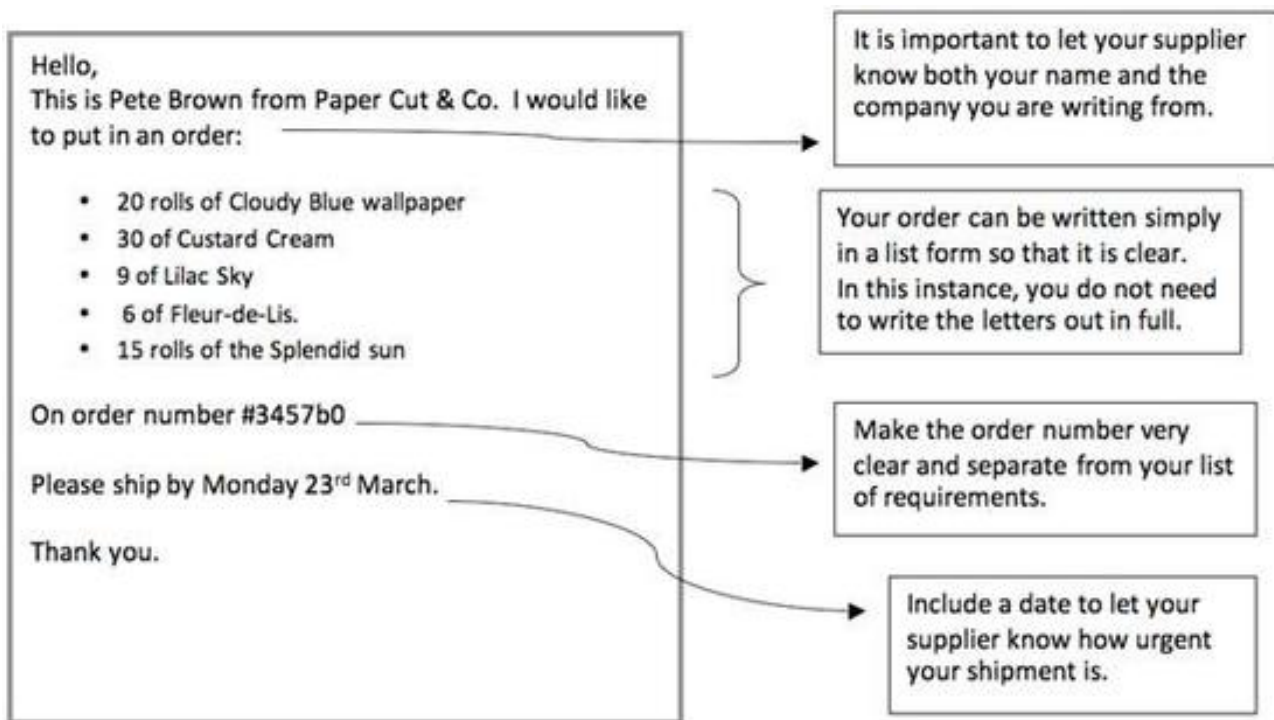 Hello,
This is Pete Brown from Paper Cut & Co. I would like
to put in an order:
• 20 rolls of Cloudy Blue wallpaper
• 30 of Custard Cream
• 9 of Lilac Sky
• 6 of Fleur-de-Lis.
• 15 rolls of the Splendid sun
On order number #3457b0
Please ship by Monday 23rd March.
Thank you.
It is important to let your supplier
know both your name and the
company you are writing from.
Your order can be written simply
in a list form so that it is clear.
In this instance, you do not need
to write the letters out in full.
Make the order number very
clear and separate from your list
of requirements.
Include a date to let your
supplier know how urgent
your shipment is.